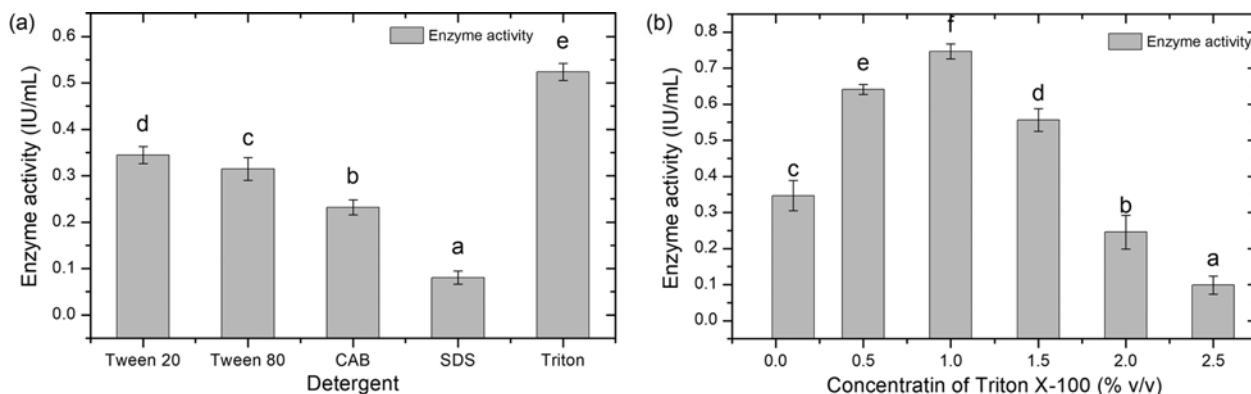 (a)
Enzyme activity
Enzyme activity (IU/mL)
0.6
0.5
0.4
0.3
0.2
0.1
0.0
d
c
b
a
e
Tween 20
Tween 80
CAB
SDS
Triton
Detergent
(b)
Enzyme activity
Enzyme activity (IU/mL)
0.8
0.7
0.6
0.5
0.4
0.3
0.2
0.1
0.0
c
e
f
d
b
a
0.0
0.5
1.0
1.5
2.0
2.5
Concentratin of Triton X-100 (% v/v)